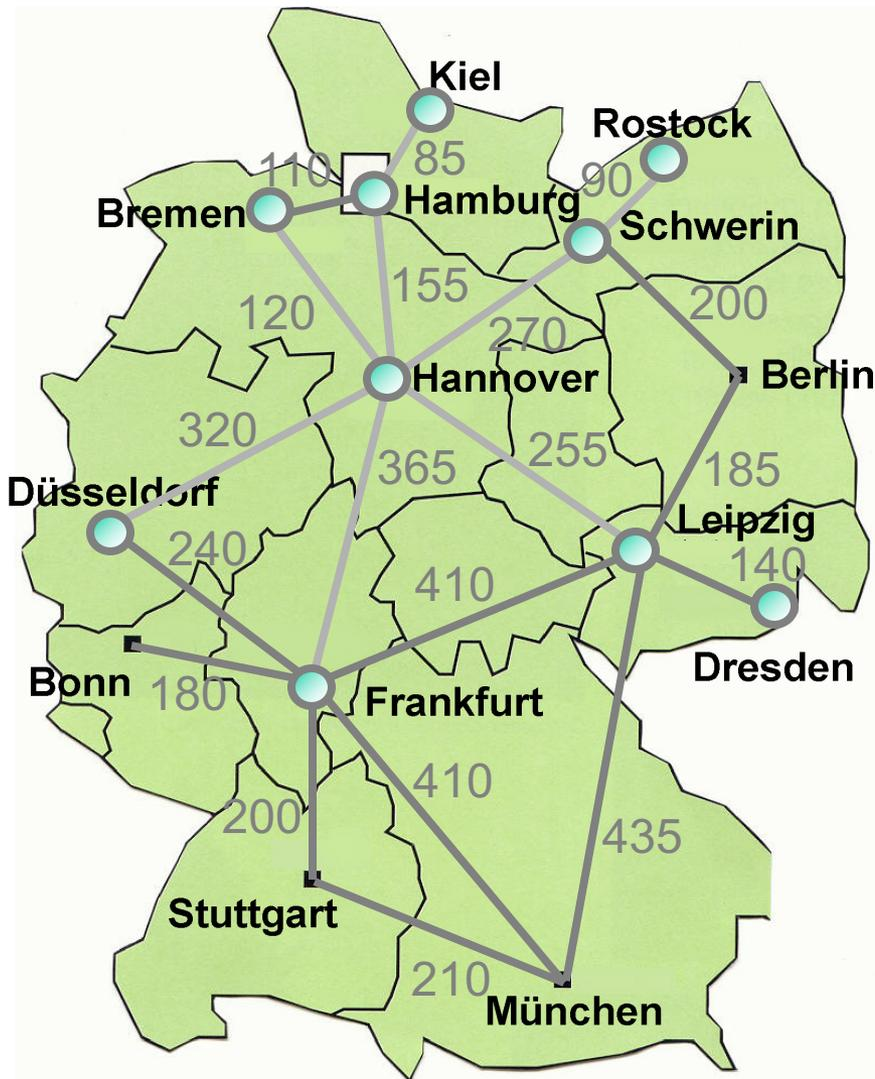 Kiel
Rostock
110
85
90
Bremen
Hamburg
Schwerin
155
120
270
200
Hannover
Berlin
320
365
255
185
Düsseldorf
Leipzig
240
410
140
Bonn
180
Dresden
Frankfurt
410
200
435
Stuttgart
210
München